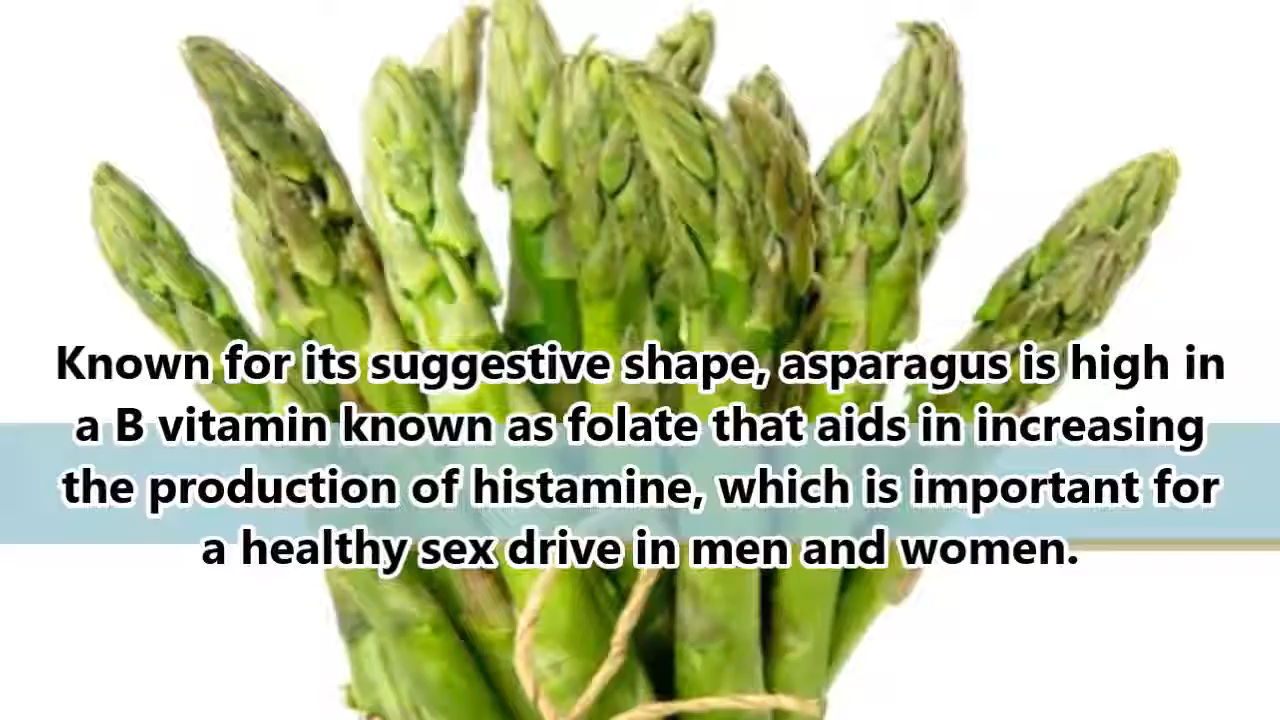 Known for its suggestive shape, asparagus is high in
a B vitamin known as folate that aids in increasing
the production of histamine, which is important for
a healthy sex drive in men and women.